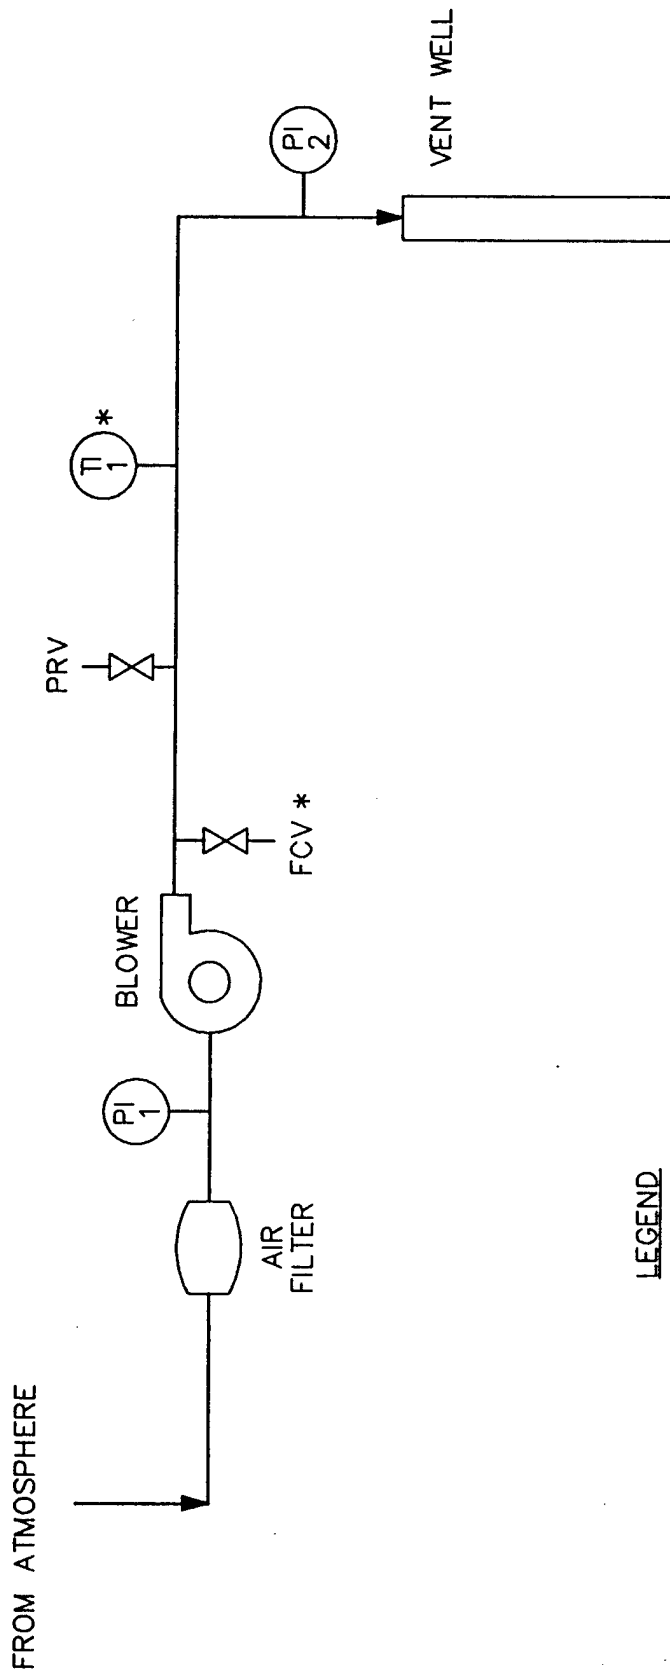 FROM ATMOSPHERE
AIR
FILTER
PI
1
BLOWER
FCV *
PRV
TI
1
*
PI
2
VENT WELL
LEGEND